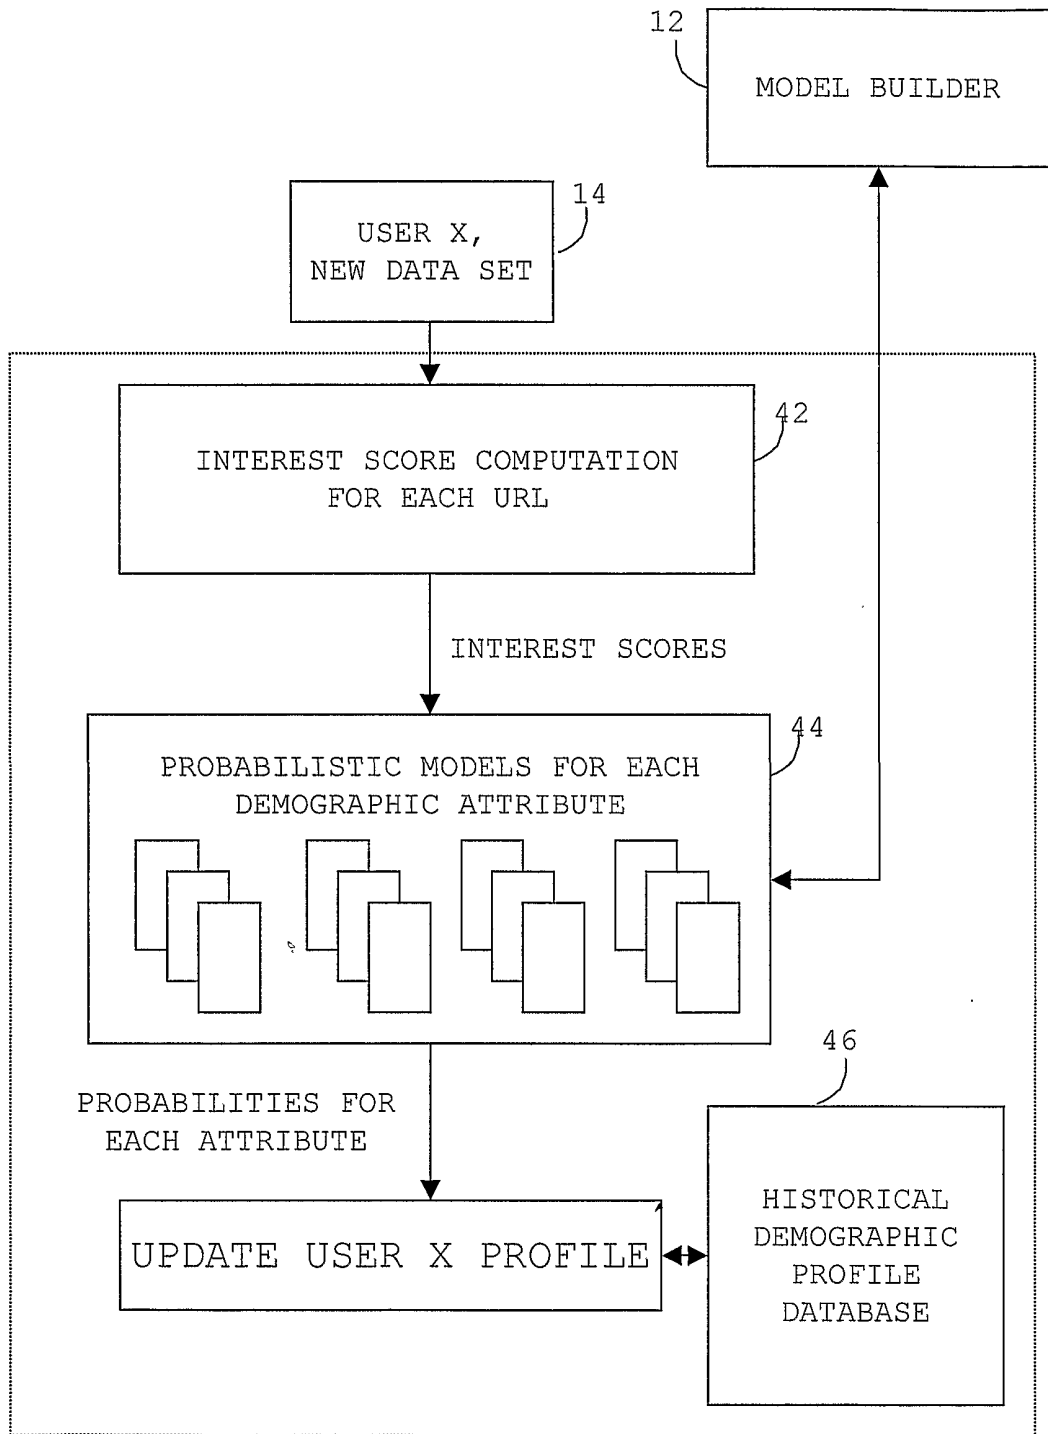 12
MODEL BUILDER
14
USER X,
NEW DATA SET
42
INTEREST SCORE COMPUTATION
FOR EACH URL
INTEREST SCORES
44
PROBABILISTIC MODELS FOR EACH
DEMOGRAPHIC ATTRIBUTE
46
PROBABILITIES FOR
EACH ATTRIBUTE
UPDATE USER X PROFILE
HISTORICAL
DEMOGRAPHIC
PROFILE
DATABASE